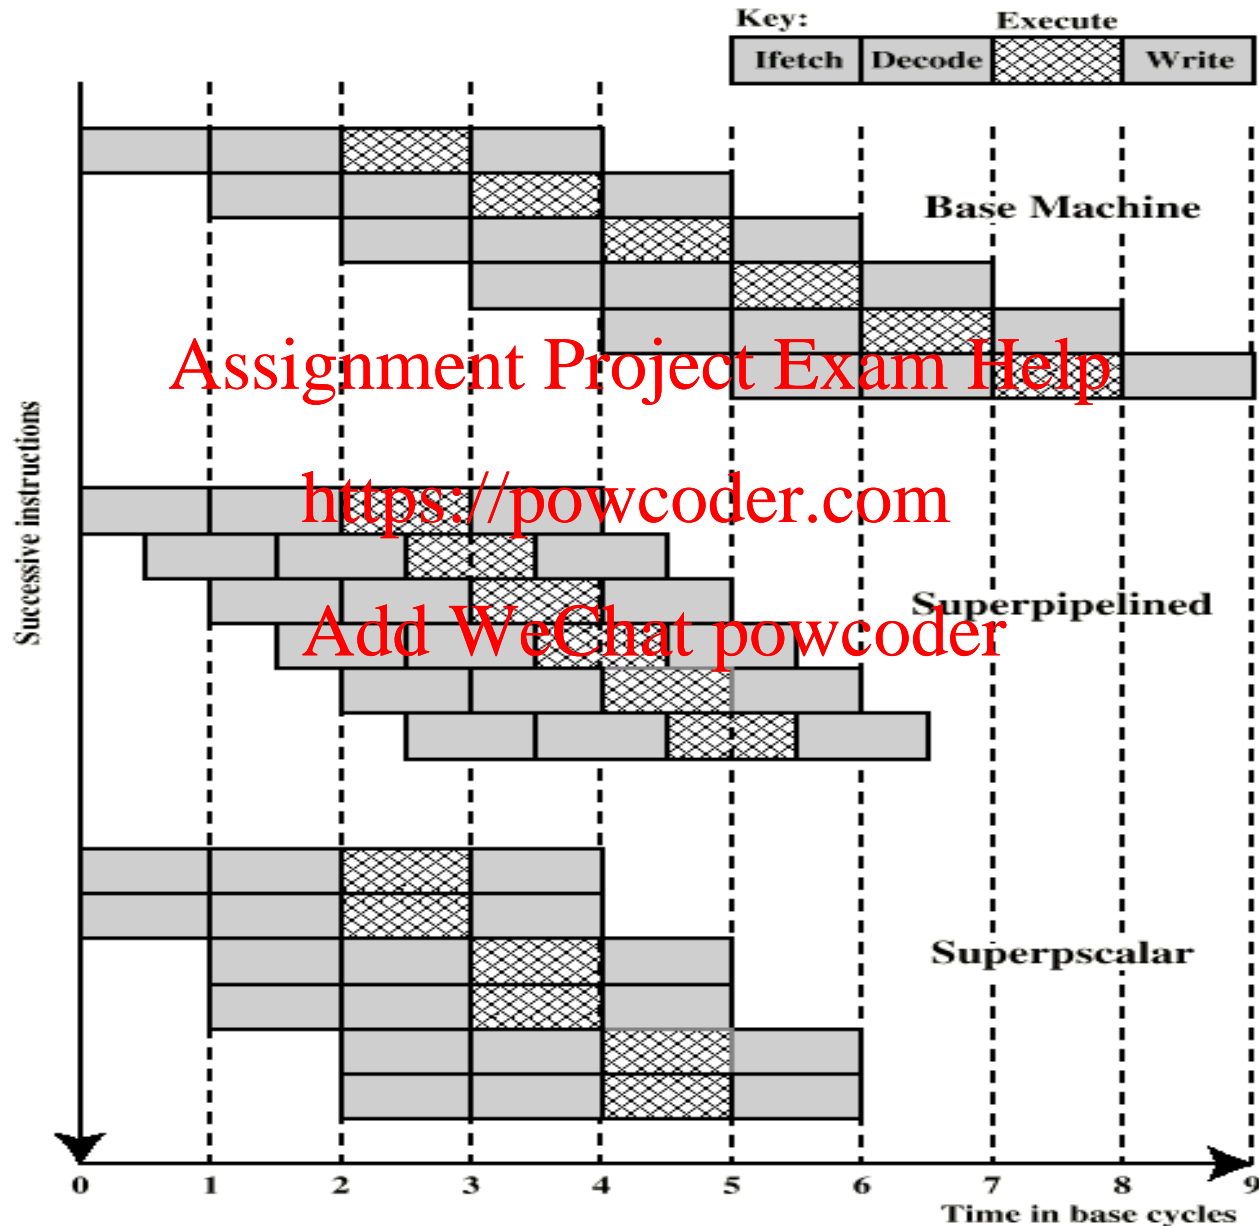 Key:
Execute
Ifetch
Decode
Write
Base Machine
Assignment Project Exam Help
Successive instructions
https://powcoder.com
Superpipelined
Add WeChat powcoder
Superpscalar
0 1 2 3 4 5 6 7 8 9
Time in base cycles